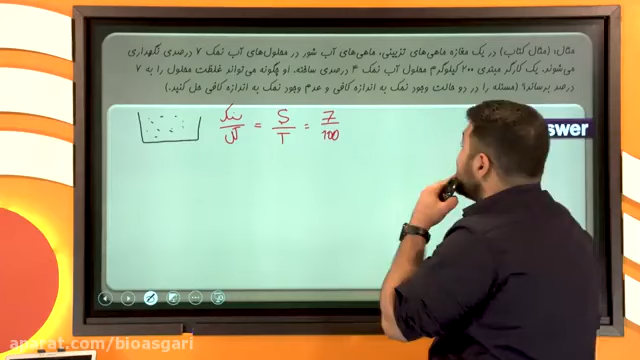 مثال: (مثال کتاب) در یک مغازه ماهی‌های تزیینی، ماهی‌های آب شور در محلول‌های آب نمک ۷ درصدی نگهداری
می‌شوند. یک کارگر مبتدی ۲۰۰ کیلوگرم محلول آب نمک ۴ درصدی ساخته. او چگونه می‌تواند غلظت محلول را به ۷
درصد برساند؟ (مسئله را در دو حالت وجود نمک به اندازه کافی و عدم وجود نمک به اندازه کافی حل کنید.)
swer
نمک / کل = S / T = 7 / 100
aparat.com/bioasgari